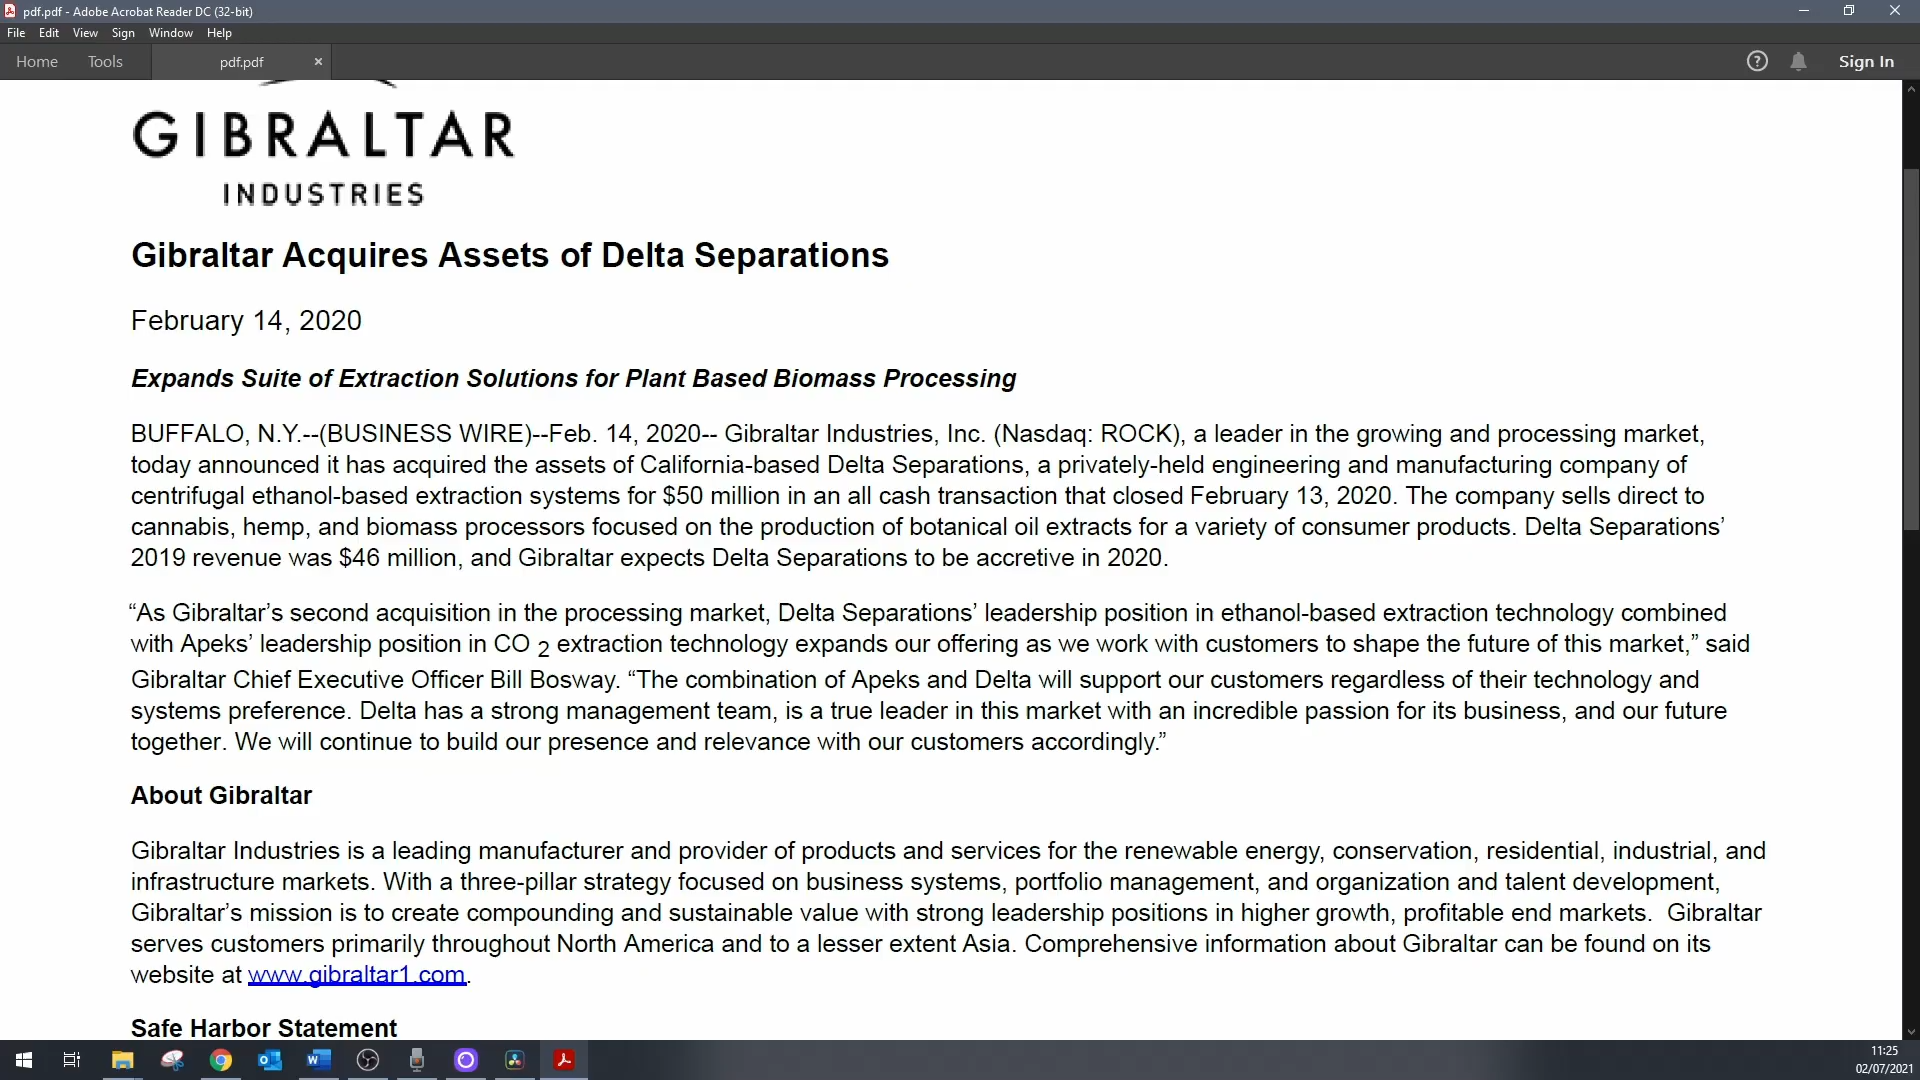 pdf.pdf - Adobe Acrobat Reader DC (32-bit)
File Edit View Sign Window Help
Home Tools pdf.pdf × ? Sign In
GIBRALTAR
INDUSTRIES
Gibraltar Acquires Assets of Delta Separations
February 14, 2020
Expands Suite of Extraction Solutions for Plant Based Biomass Processing
BUFFALO, N.Y.--(BUSINESS WIRE)--Feb. 14, 2020-- Gibraltar Industries, Inc. (Nasdaq: ROCK), a leader in the growing and processing market,
today announced it has acquired the assets of California-based Delta Separations, a privately-held engineering and manufacturing company of
centrifugal ethanol-based extraction systems for $50 million in an all cash transaction that closed February 13, 2020. The company sells direct to
cannabis, hemp, and biomass processors focused on the production of botanical oil extracts for a variety of consumer products. Delta Separations’
2019 revenue was $46 million, and Gibraltar expects Delta Separations to be accretive in 2020.
“As Gibraltar’s second acquisition in the processing market, Delta Separations’ leadership position in ethanol-based extraction technology combined
with Apeks’ leadership position in CO 2 extraction technology expands our offering as we work with customers to shape the future of this market,” said
Gibraltar Chief Executive Officer Bill Bosway. “The combination of Apeks and Delta will support our customers regardless of their technology and
systems preference. Delta has a strong management team, is a true leader in this market with an incredible passion for its business, and our future
together. We will continue to build our presence and relevance with our customers accordingly.”
About Gibraltar
Gibraltar Industries is a leading manufacturer and provider of products and services for the renewable energy, conservation, residential, industrial, and
infrastructure markets. With a three-pillar strategy focused on business systems, portfolio management, and organization and talent development,
Gibraltar’s mission is to create compounding and sustainable value with strong leadership positions in higher growth, profitable end markets.  Gibraltar
serves customers primarily throughout North America and to a lesser extent Asia. Comprehensive information about Gibraltar can be found on its
website at www.gibraltar1.com.
Safe Harbor Statement
11:25
02/07/2021